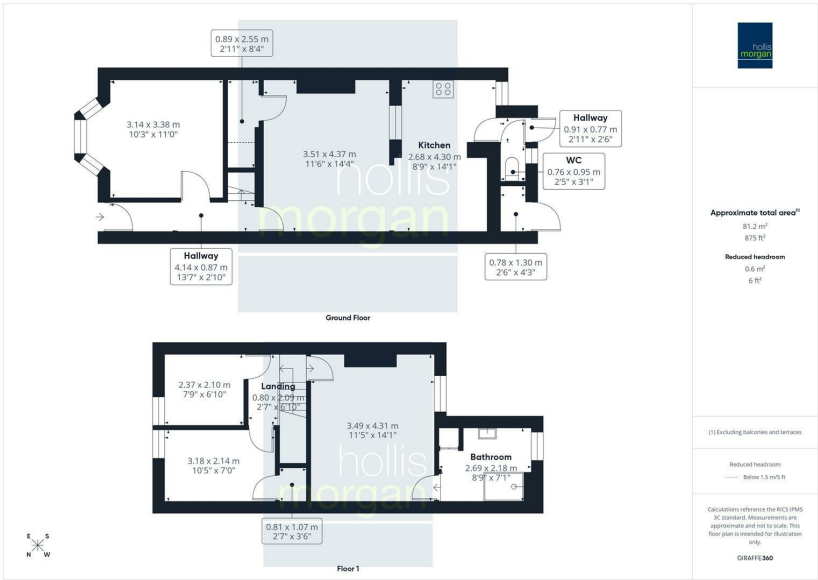 0.89 x 2.55 m
2'11" x 8'4"
3.14 x 3.38 m
10'3" x 11'0"
3.51 x 4.37 m
11'6" x 14'4"
Kitchen
2.68 x 4.30 m
8'9" x 14'1"
Hallway
0.91 x 0.77 m
2'11" x 2'6"
WC
0.76 x 0.95 m
2'5" x 3'1"
Hallway
4.14 x 0.87 m
13'7" x 2'10"
0.78 x 1.30 m
2'6" x 4'3"
hollis
morgan
Ground Floor
2.37 x 2.10 m
7'9" x 6'10"
Landing
0.80 x 2.09 m
2'7" x 6'10"
3.49 x 4.31 m
11'5" x 14'1"
3.18 x 2.14 m
10'5" x 7'0"
Bathroom
2.69 x 2.18 m
8'9" x 7'1"
0.81 x 1.07 m
2'7" x 3'6"
hollis
morgan
Floor 1
E S
N W
hollis
morgan
Approximate total area(1)
81.2 m²
875 ft²
Reduced headroom
0.6 m²
6 ft²
(1) Excluding balconies and terraces
Reduced headroom
Below 1.5 m/5 ft
Calculations reference the RICS IPMS
3C standard. Measurements are
approximate and not to scale. This
floor plan is intended for illustration
only.
GIRAFFE360